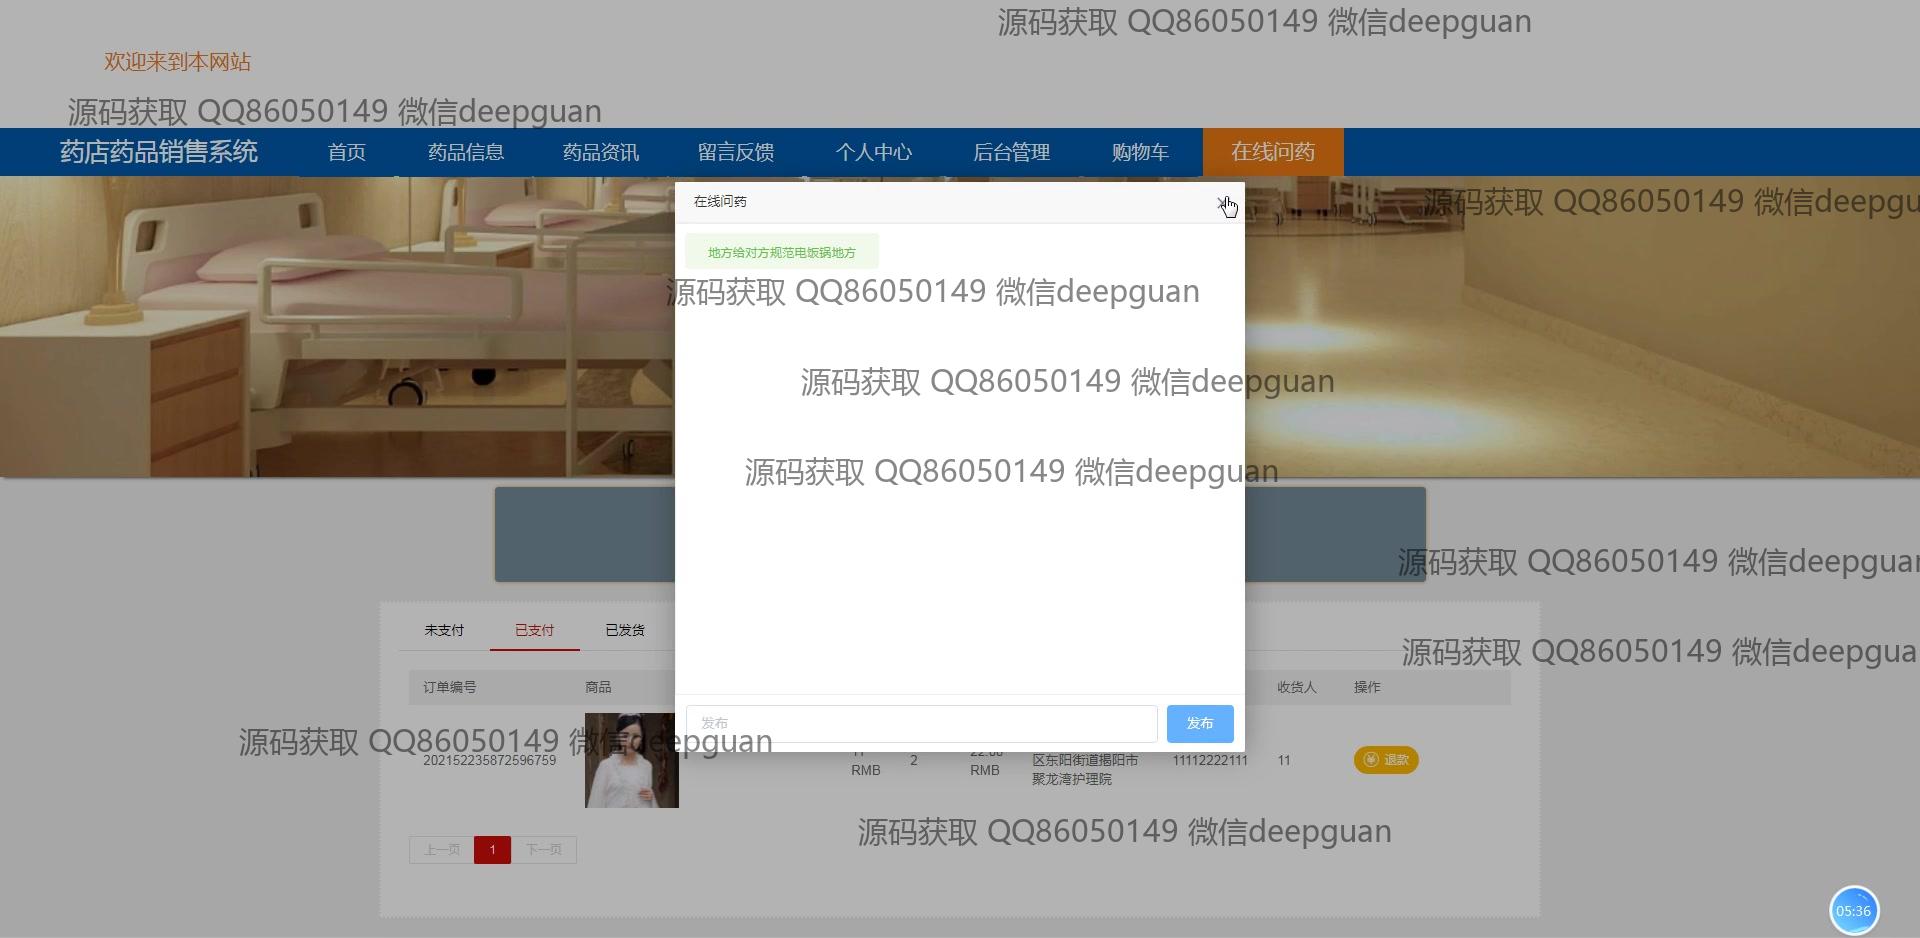 源码获取 QQ86050149 微信deepguan
欢迎来到本网站
源码获取 QQ86050149 微信deepguan
药店药品销售系统 首页 药品信息 药品资讯 留言反馈 个人中心 后台管理 购物车 在线问药
在线问药
源码获取 QQ86050149 微信deepgu
地方给对方规范电饭锅地方
源码获取 QQ86050149 微信deepguan
源码获取 QQ86050149 微信deepguan
源码获取 QQ86050149 微信deepguan
源码获取 QQ86050149 微信deepguan
未支付 已支付 已发货
源码获取 QQ86050149 微信deepgua
订单编号 商品 收货人 操作
发布 发布
源码获取 QQ86050149 微信deepguan
202152235872596759 RMB 2 RMB 区东阳街道揭阳市 11112222111 11 退款
聚龙湾护理院
源码获取 QQ86050149 微信deepguan
上一页 1 下一页
05:36